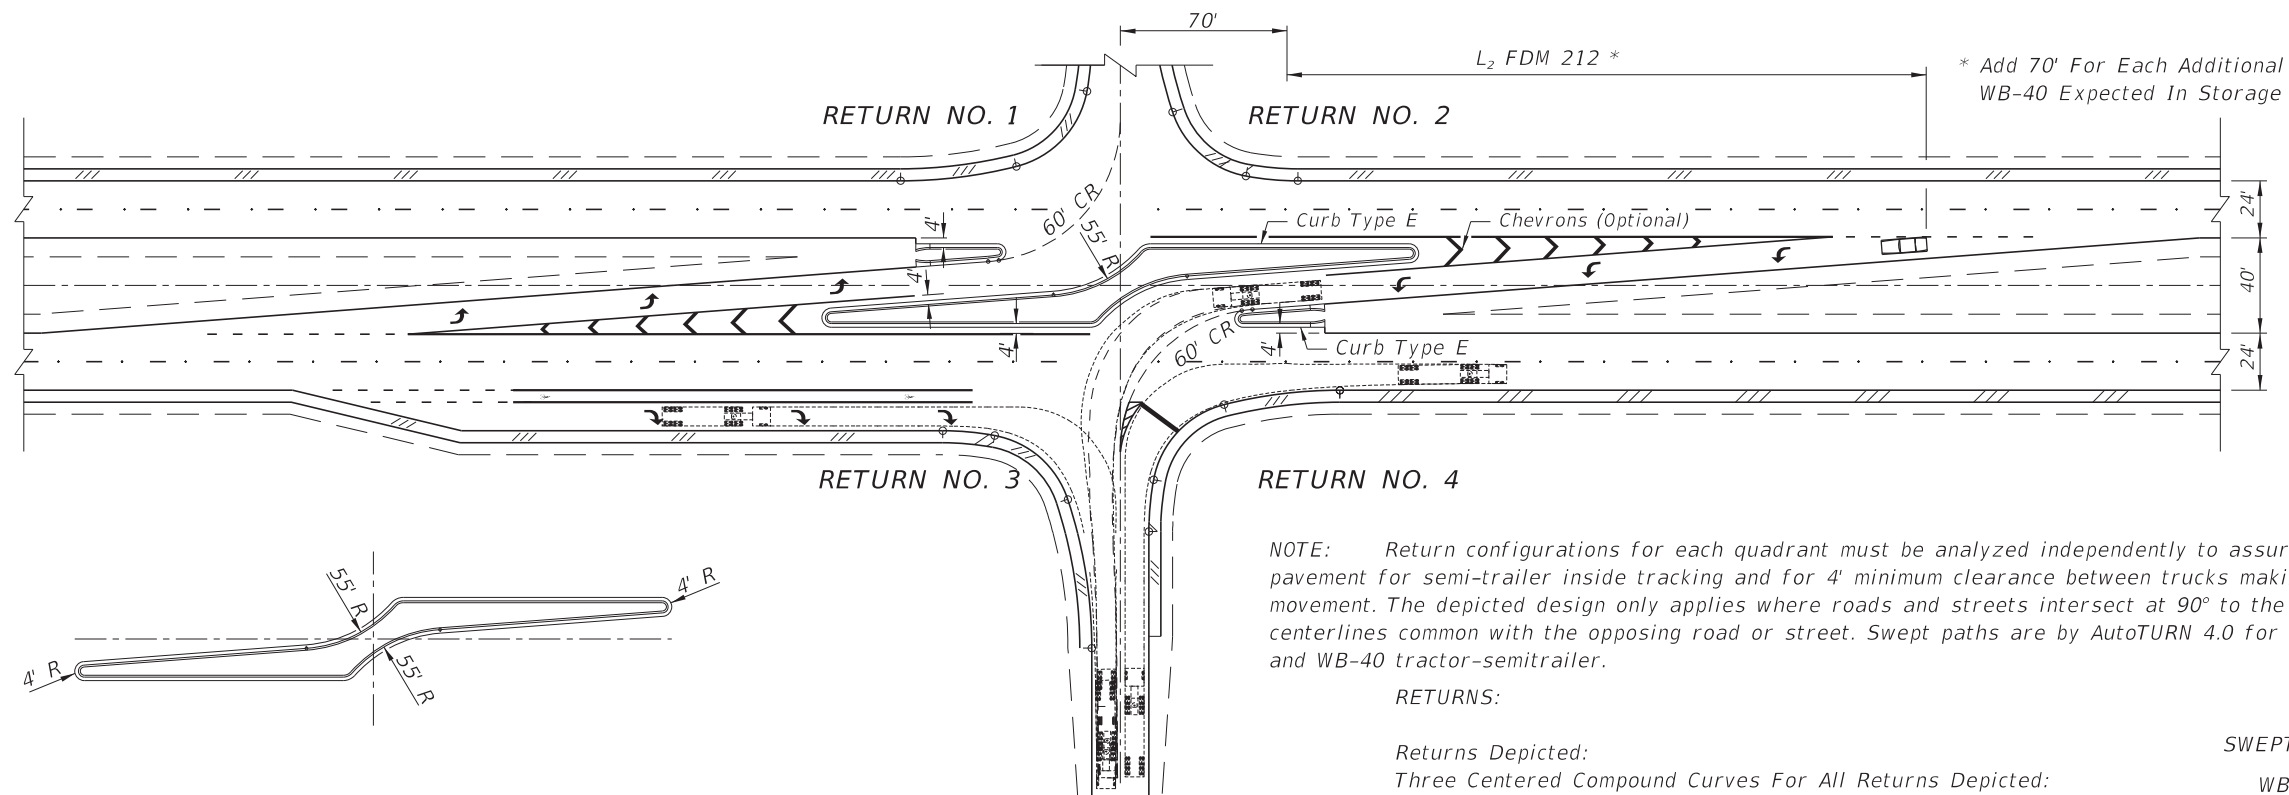 70'
L₂ FDM 212 *
* Add 70' For Each Additional
WB-40 Expected In Storage
RETURN NO. 1
RETURN NO. 2
24'
40'
24'
4'
60' CR
55' R
Curb Type E
Chevrons (Optional)
4'
4'
60' CR
4'
Curb Type E
RETURN NO. 3
RETURN NO. 4
NOTE: Return configurations for each quadrant must be analyzed independently to assur
pavement for semi-trailer inside tracking and for 4' minimum clearance between trucks maki
movement. The depicted design only applies where roads and streets intersect at 90° to the
centerlines common with the opposing road or street. Swept paths are by AutoTURN 4.0 for
and WB-40 tractor-semitrailer.
55' R
4' R
4' R
55' R
RETURNS:
Returns Depicted:
SWEPT
Three Centered Compound Curves For All Returns Depicted:
WB